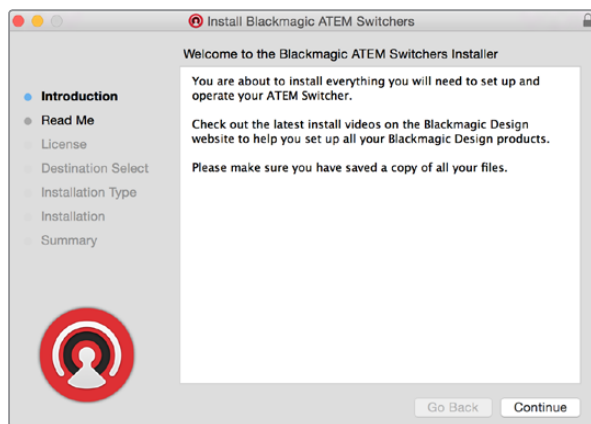 Install Blackmagic ATEM Switchers
Welcome to the Blackmagic ATEM Switchers Installer
Introduction
Read Me
License
Destination Select
Installation Type
Installation
Summary
You are about to install everything you will need to set up and
operate your ATEM Switcher.
Check out the latest install videos on the Blackmagic Design
website to help you set up all your Blackmagic Design products.
Please make sure you have saved a copy of all your files.
Go Back
Continue